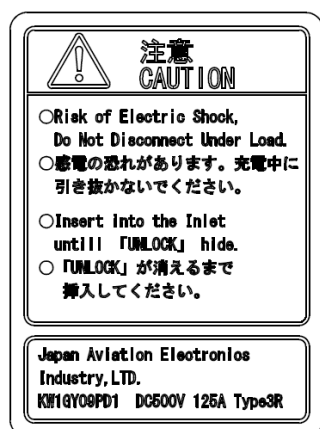 注意
CAUTION
○Risk of Electric Shock,
Do Not Disconnect Under Load.
○感電の恐れがあります。充電中に
引き抜かないでください。
○Insert into the Inlet
untill 「UNLOCK」 hide.
○「UNLOCK」が消えるまで
挿入してください。
Japan Aviation Electronics
Industry,LTD.
KW1GY09PD1 DC500V 125A Type3R